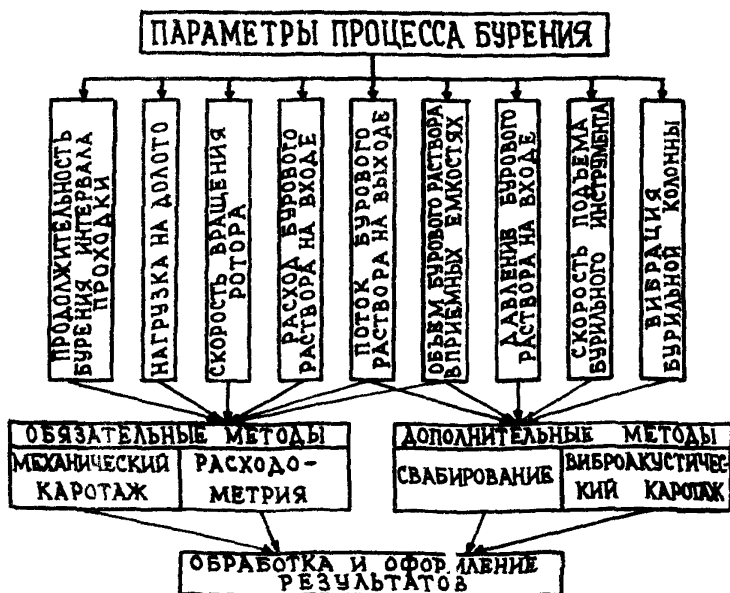 ПАРАМЕТРЫ ПРОЦЕССА БУРЕНИЯ
ПРОДОЛЖИТЕЛЬНОСТЬ
БУРЕНИЯ ИНТЕРВАЛА
ПРОХОДКИ
НАГРУЗКА НА ДОЛОТО
СКОРОСТЬ ВРАЩЕНИЯ
РОТОРА
РАСХОД БУРОВОГО
РАСТВОРА НА ВХОДЕ
ПОТОК БУРОВОГО
РАСТВОРА НА ВЫХОДЕ
ОБЪЕМ БУРОВОГО РАСТВОРА
В ПРИЕМНЫХ ЕМКОСТЯХ
ДАВЛЕНИЕ БУРОВОГО
РАСТВОРА НА ВХОДЕ
СКОРОСТЬ ПОДЪЕМА
БУРИЛЬНОГО ИНСТРУМЕНТА
ВИБРАЦИЯ
БУРИЛЬНОЙ КОЛОННЫ
ОБЯЗАТЕЛЬНЫЕ МЕТОДЫ
МЕХАНИЧЕСКИЙ
КАРОТАЖ
РАСХОДО-
МЕТРИЯ
ДОПОЛНИТЕЛЬНЫЕ МЕТОДЫ
СВАБИРОВАНИЕ
ВИБРОАКУСТИЧЕС-
КИЙ КАРОТАЖ
ОБРАБОТКА И ОФОРМЛЕНИЕ
РЕЗУЛЬТАТОВ